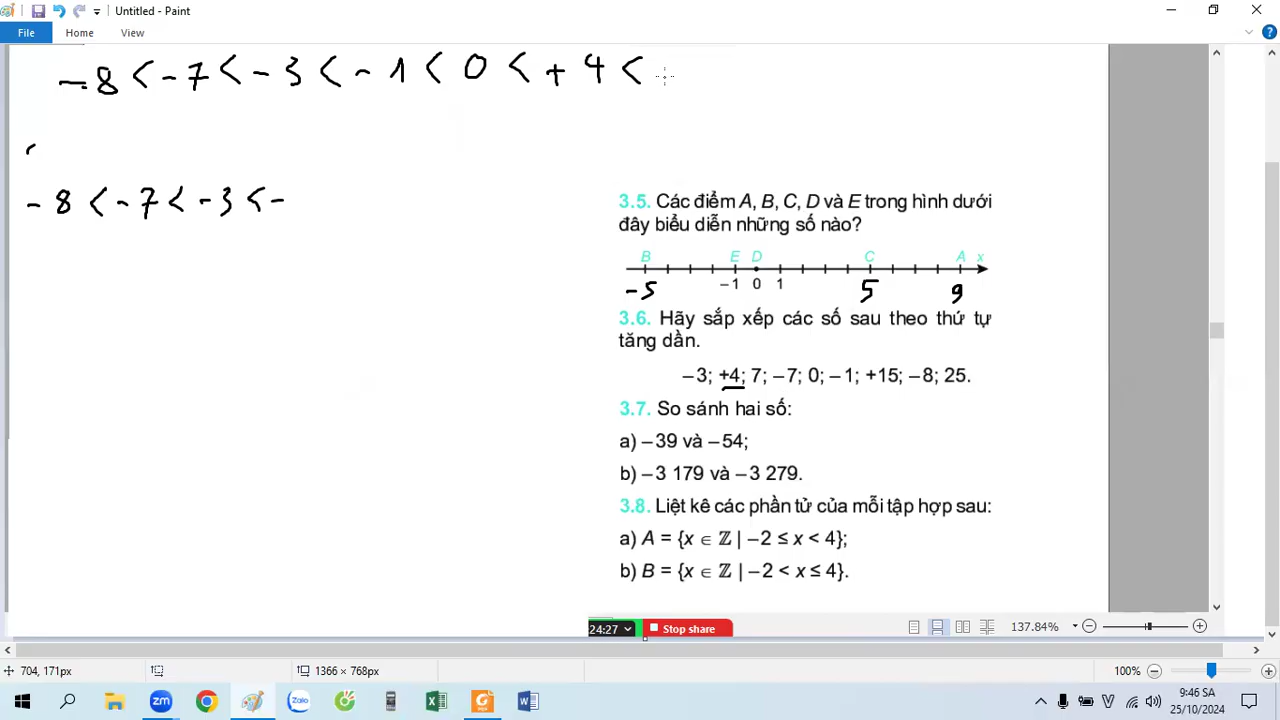 Untitled - Paint
File Home View
-8 < -7 < -3 < -1 < 0 < +4 <
-8 < -7 < -3 < -
3.5. Các điểm A, B, C, D và E trong hình dưới
đây biểu diễn những số nào?
B E D C A x
-5 –1 0 1 5 9
3.6. Hãy sắp xếp các số sau theo thứ tự
tăng dần.
–3; +4; 7; –7; 0; –1; +15; –8; 25.
3.7. So sánh hai số:
a) –39 và –54;
b) –3 179 và –3 279.
3.8. Liệt kê các phần tử của mỗi tập hợp sau:
a) A = {x ∈ ℤ | –2 ≤ x < 4};
b) B = {x ∈ ℤ | –2 < x ≤ 4}.
24:27 Stop share
137.84%
704, 171px 1366 × 768px 100%
zm Zalo
9:46 SA
25/10/2024